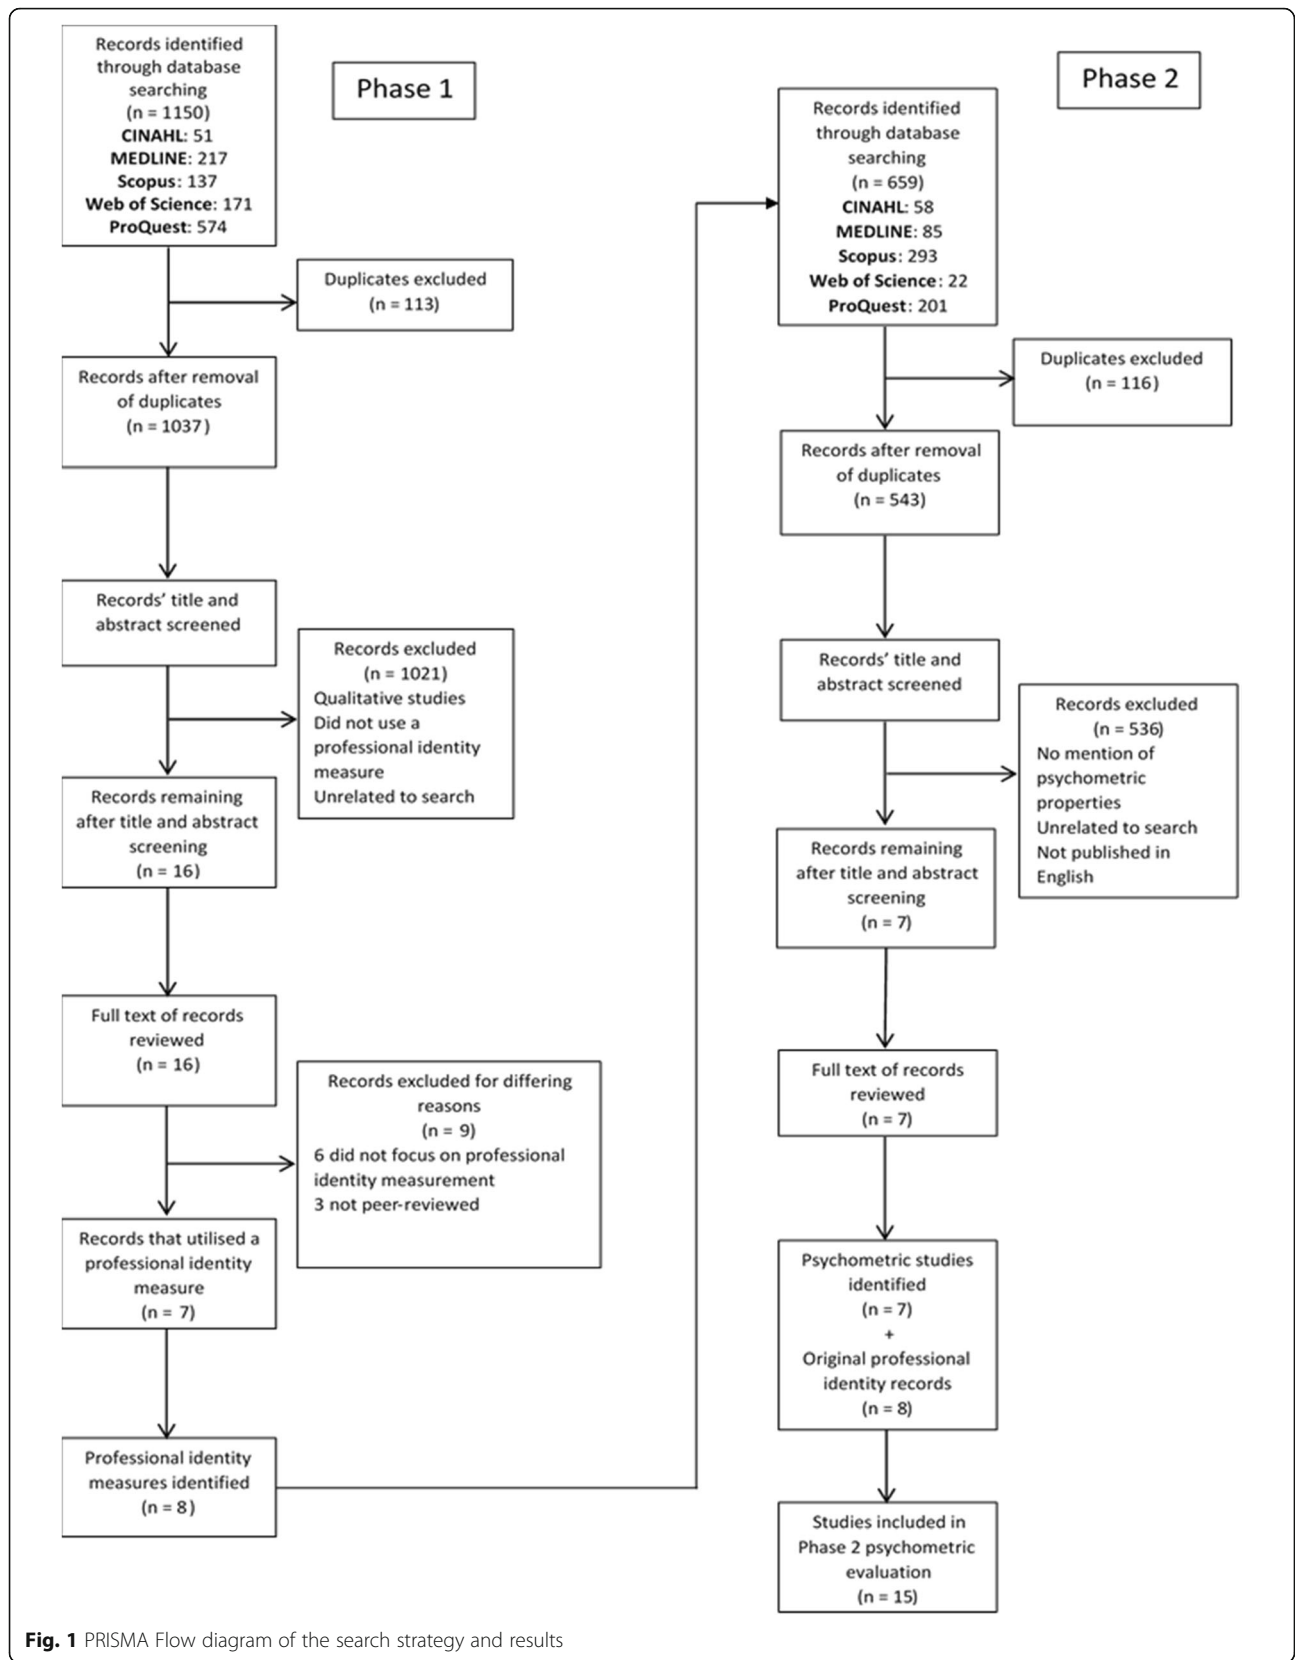 Phase 1
Records identified
through database
searching
(n = 1150)
CINAHL: 51
MEDLINE: 217
Scopus: 137
Web of Science: 171
ProQuest: 574
Duplicates excluded
(n = 113)
Records after removal
of duplicates
(n = 1037)
Records’ title and
abstract screened
Records excluded
(n = 1021)
Qualitative studies
Did not use a
professional identity
measure
Unrelated to search
Records remaining
after title and abstract
screening
(n = 16)
Full text of records
reviewed
(n = 16)
Records excluded for differing
reasons
(n = 9)
6 did not focus on professional
identity measurement
3 not peer-reviewed
Records that utilised a
professional identity
measure
(n = 7)
Professional identity
measures identified
(n = 8)
Phase 2
Records identified
through database
searching
(n = 659)
CINAHL: 58
MEDLINE: 85
Scopus: 293
Web of Science: 22
ProQuest: 201
Duplicates excluded
(n = 116)
Records after removal
of duplicates
(n = 543)
Records’ title and
abstract screened
Records excluded
(n = 536)
No mention of
psychometric
properties
Unrelated to search
Not published in
English
Records remaining
after title and abstract
screening
(n = 7)
Full text of records
reviewed
(n = 7)
Psychometric studies
identified
(n = 7)
+
Original professional
identity records
(n = 8)
Studies included in
Phase 2 psychometric
evaluation
(n = 15)
Fig. 1 PRISMA Flow diagram of the search strategy and results